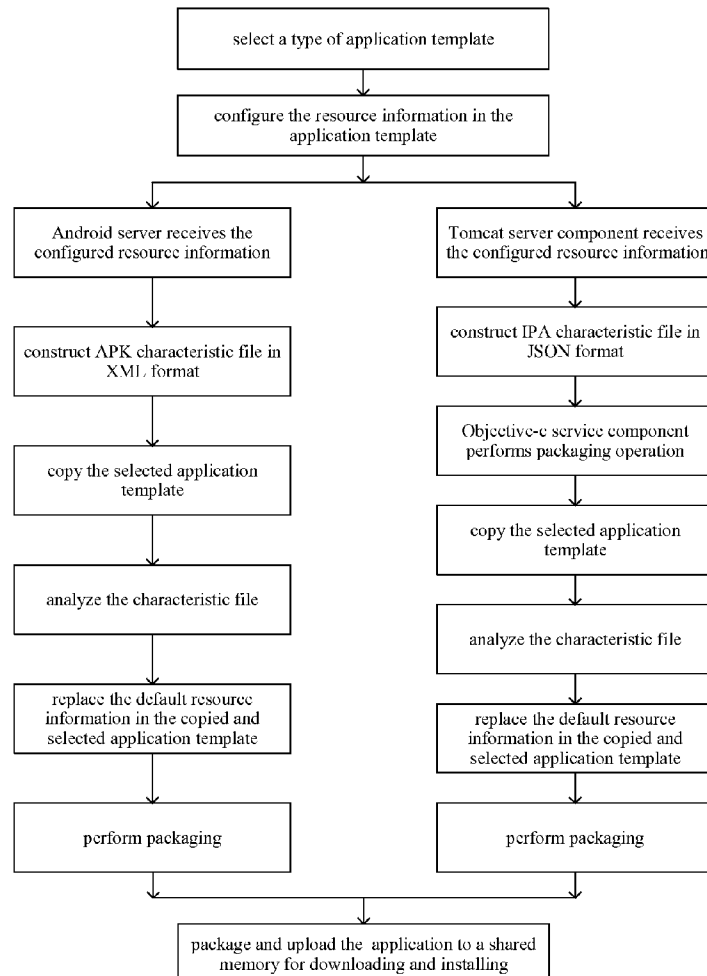 select a type of application template
configure the resource information in the
application template
Android server receives the
configured resource information
construct APK characteristic file in
XML format
copy the selected application
template
analyze the characteristic file
replace the default resource
information in the copied and
selected application template
perform packaging
Tomcat server component receives
the configured resource information
construct IPA characteristic file in
JSON format
Objective-c service component
performs packaging operation
copy the selected application
template
analyze the characteristic file
replace the default resource
information in the copied and
selected application template
perform packaging
package and upload the application to a shared
memory for downloading and installing